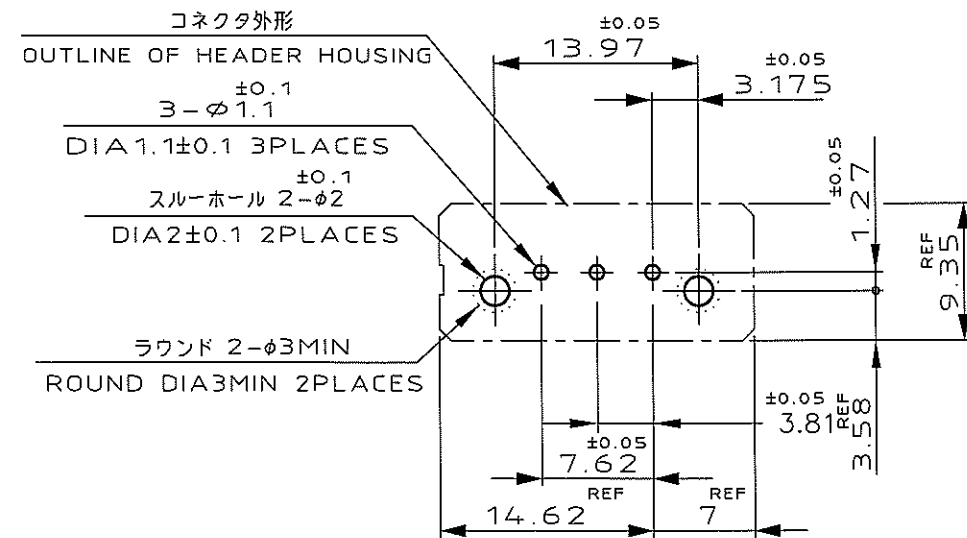 コネクタ外形
OUTLINE OF HEADER HOUSING
±0.1
3-φ1.1
DIA1.1±0.1 3PLACES
±0.1
スルーホール 2-φ2
DIA2±0.1 2PLACES
ラウンド 2-φ3MIN
ROUND DIA3MIN 2PLACES
±0.05
13.97
±0.05
3.175
±0.05
1.27
REF
9.35
±0.05
3.81
REF
3.58
±0.05
7.62
REF
14.62
REF
7